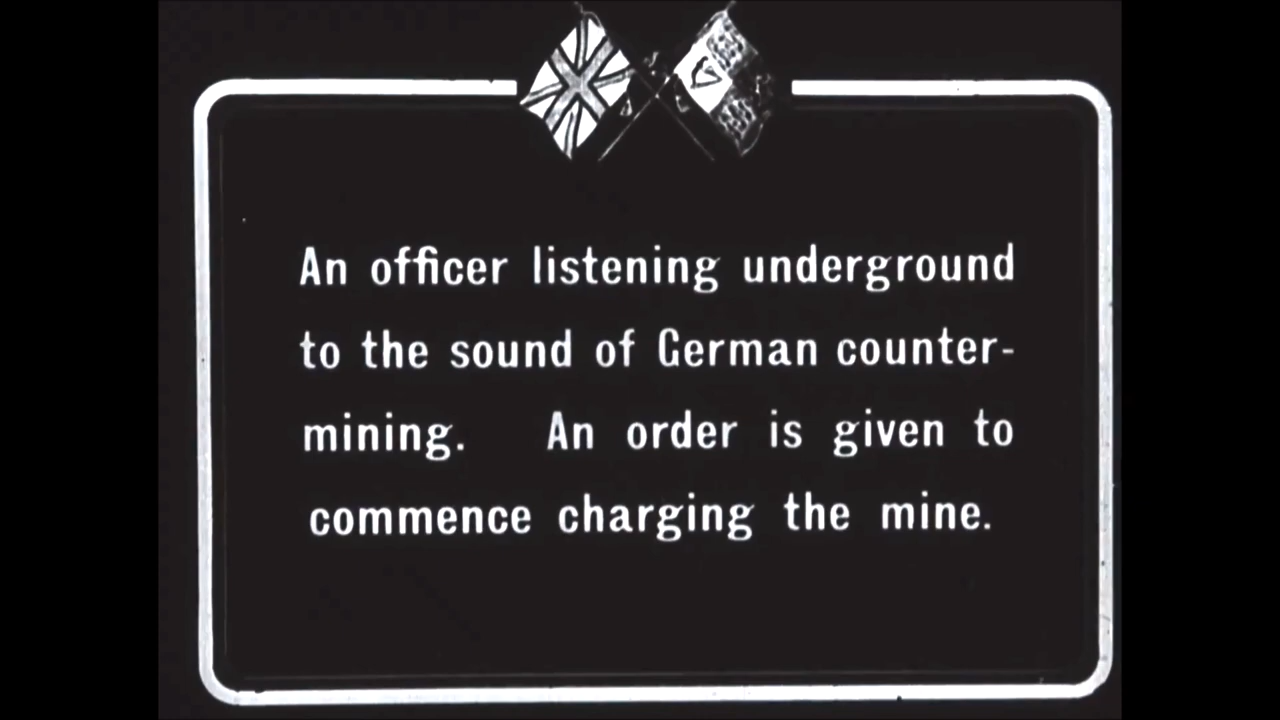 An officer listening underground
to the sound of German counter-
mining. An order is given to
commence charging the mine.